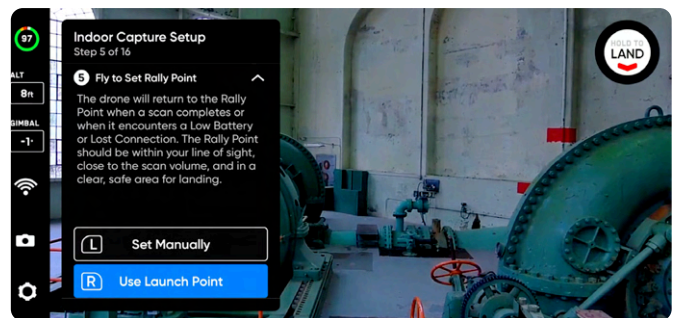 97
Indoor Capture Setup
Step 5 of 16
HOLD TO
LAND
ALT
8ft
GIMBAL
-1°
5 Fly to Set Rally Point
The drone will return to the Rally
Point when a scan completes or
when it encounters a Low Battery
or Lost Connection. The Rally Point
should be within your line of sight,
close to the scan volume, and in a
clear, safe area for landing.
L Set Manually
R Use Launch Point